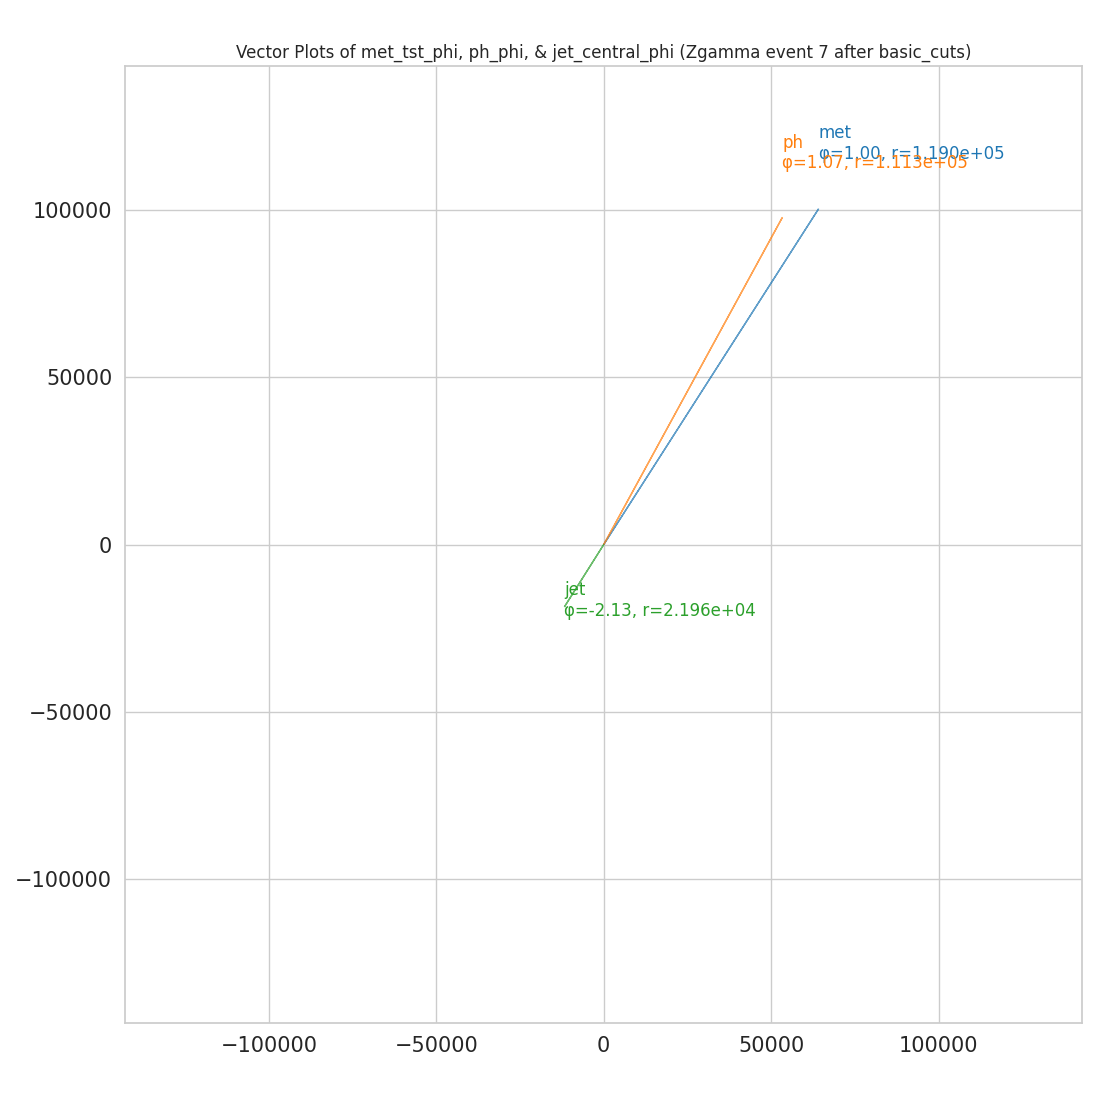 Vector Plots of met_tst_phi, ph_phi, & jet_central_phi (Zgamma event 7 after basic_cuts)
met
φ=1.00, r=1.190e+05
ph
φ=1.07, r=1.113e+05
jet
φ=-2.13, r=2.196e+04
100000
50000
0
−50000
−100000
−100000
−50000
0
50000
100000